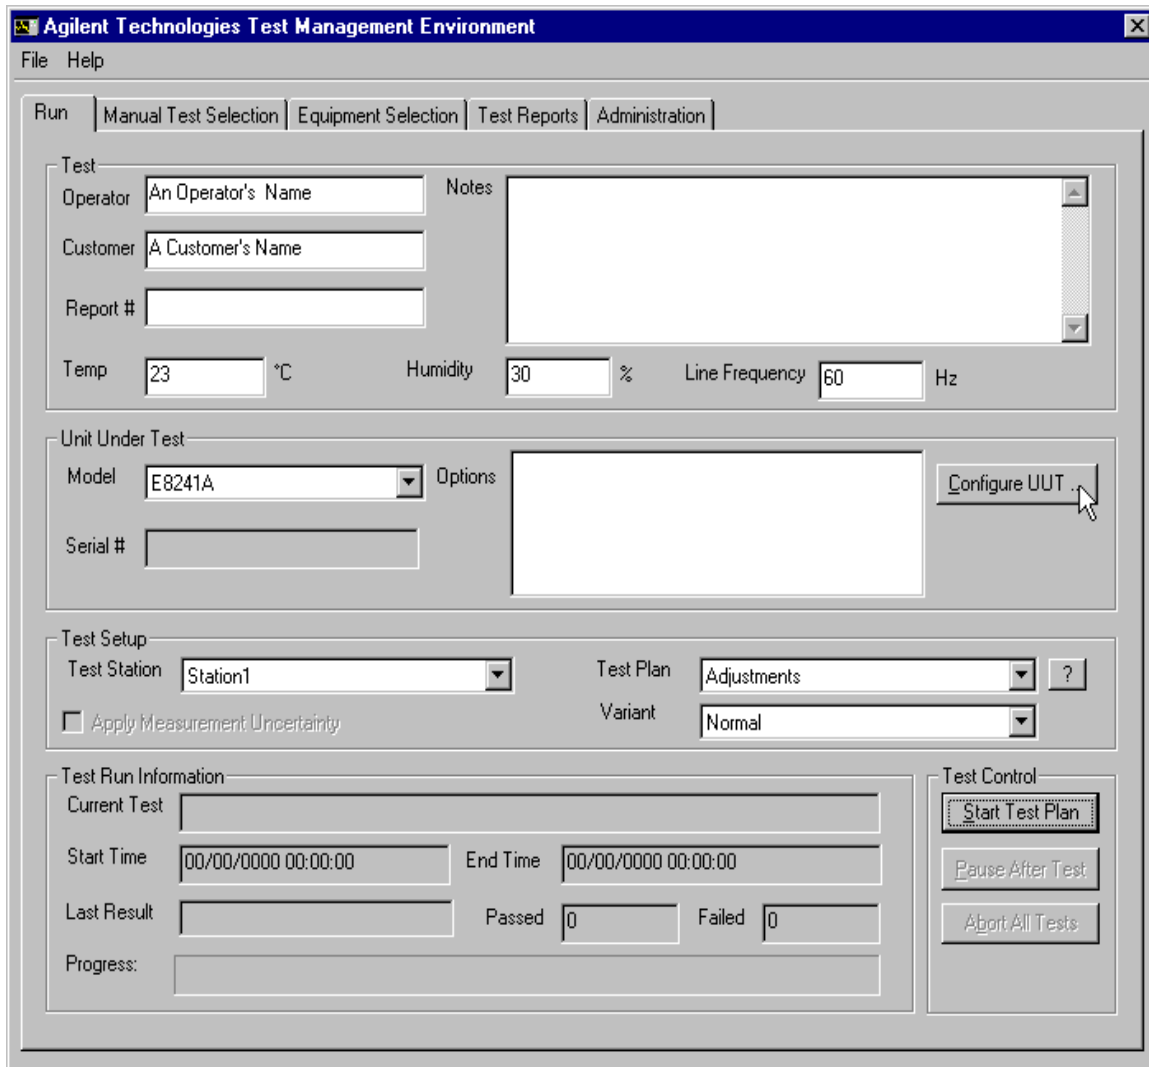 Agilent Technologies Test Management Environment
File Help
Run Manual Test Selection Equipment Selection Test Reports Administration
Test
Operator An Operator's  Name Notes
Customer A Customer's Name
Report #
Temp 23 °C Humidity 30 % Line Frequency 60 Hz
Unit Under Test
Model E8241A Options Configure UUT ...
Serial #
Test Setup
Test Station Station1 Test Plan Adjustments ?
Apply Measurement Uncertainty Variant Normal
Test Run Information Test Control
Current Test Start Test Plan
Start Time 00/00/0000 00:00:00 End Time 00/00/0000 00:00:00 Pause After Test
Last Result Passed 0 Failed 0 Abort All Tests
Progress: